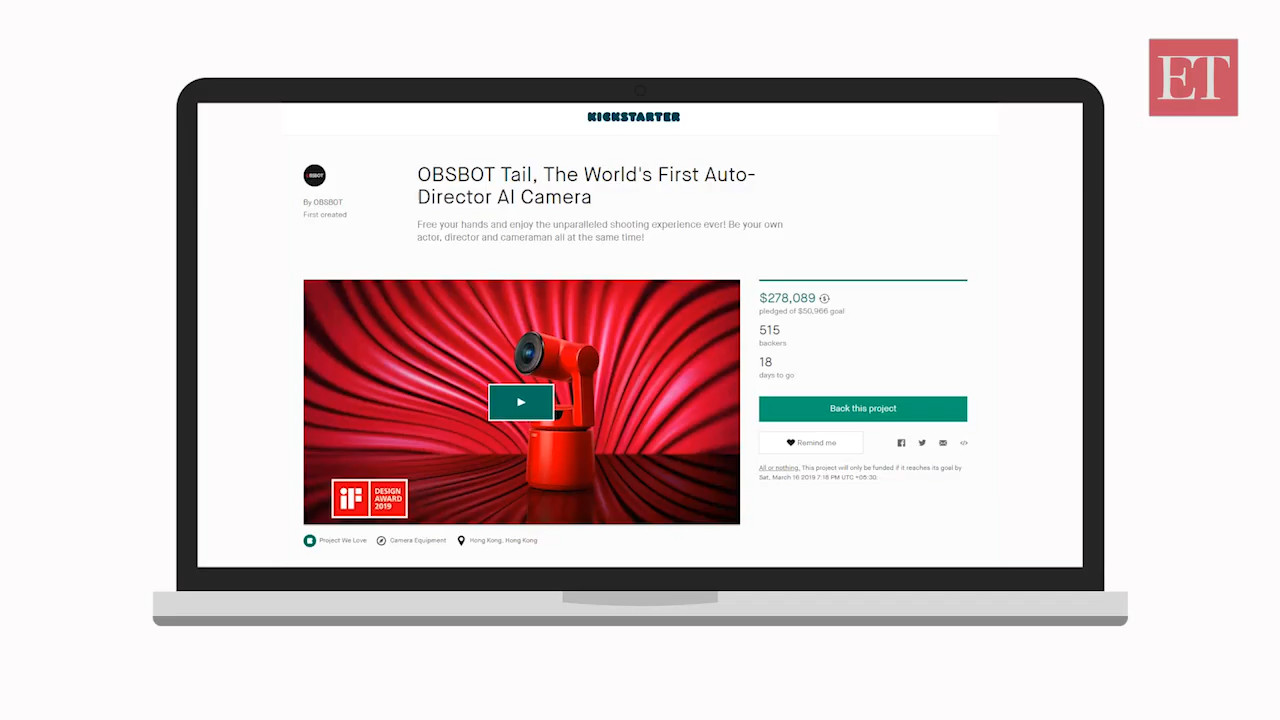 ET
KICKSTARTER
OBSBOT
By OBSBOT
First created
OBSBOT Tail, The World's First Auto-
Director AI Camera
Free your hands and enjoy the unparalleled shooting experience ever! Be your own
actor, director and cameraman all at the same time!
$278,089
pledged of $50,966 goal
515
backers
18
days to go
Back this project
Remind me
All or nothing. This project will only be funded if it reaches its goal by
Sat, March 16 2019 7:18 PM UTC +05:30.
iF
DESIGN
AWARD
2019
Project We Love
Camera Equipment
Hong Kong, Hong Kong